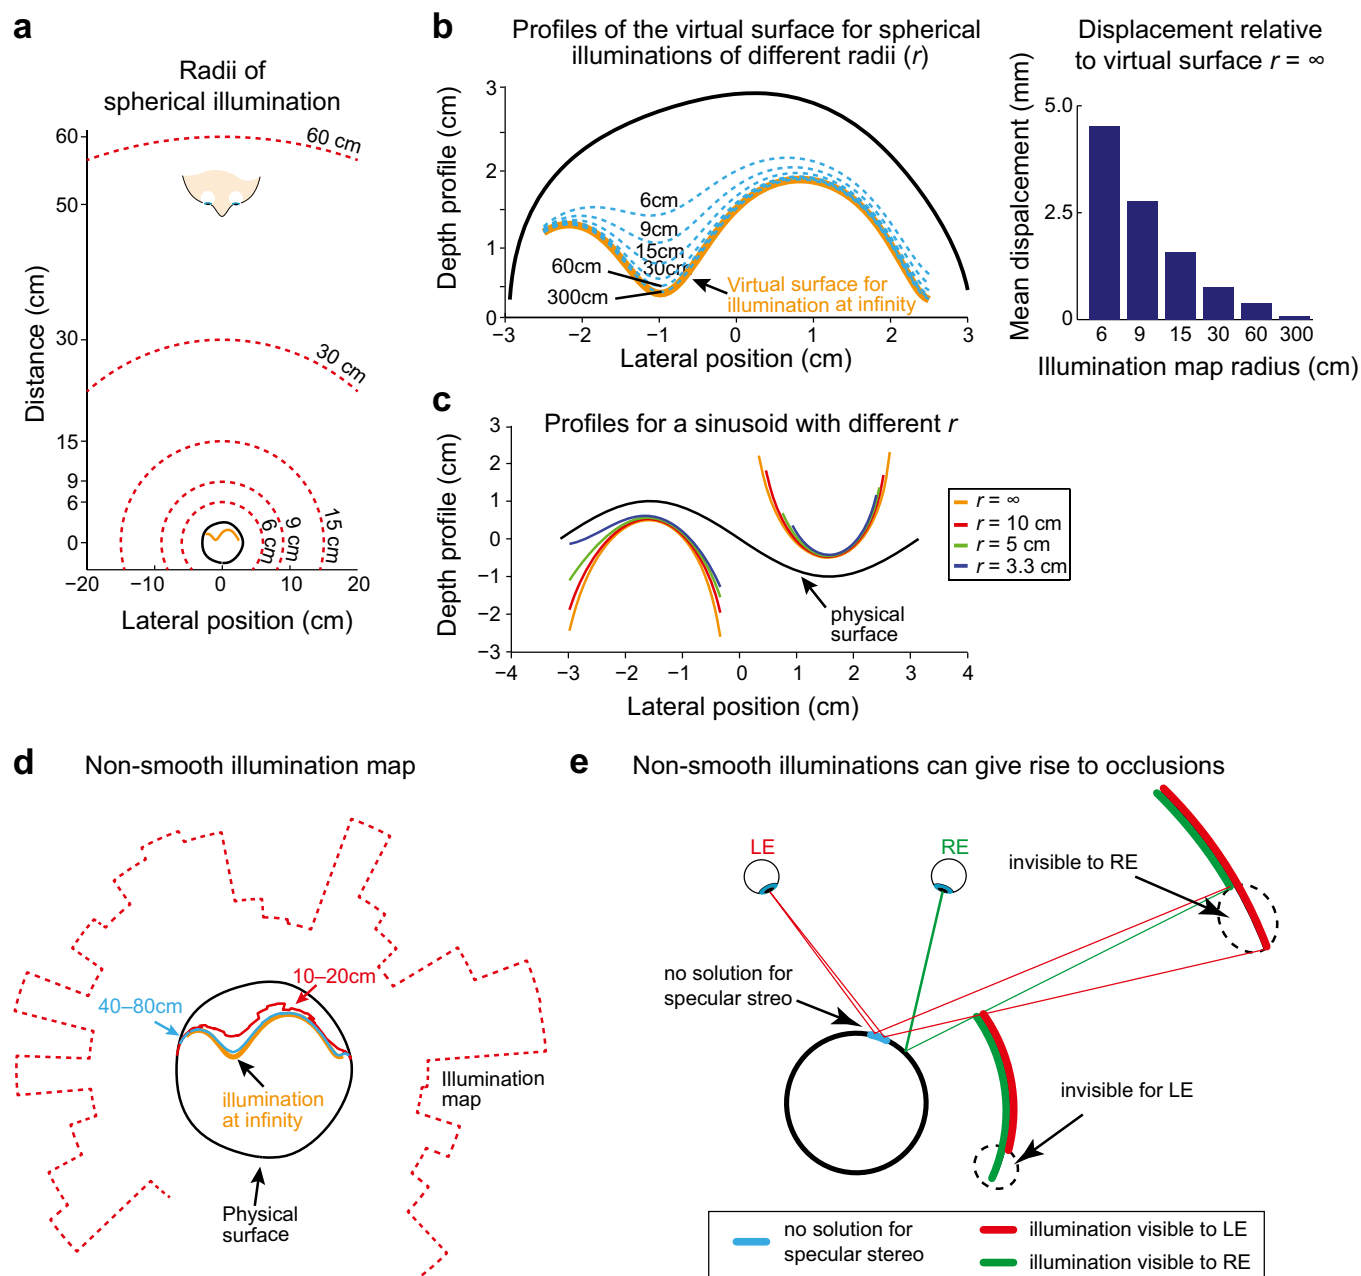 a
Radii of
spherical illumination
60 cm
30 cm
15 cm
9 cm
6 cm
60
50
30
15
9
6
0
Distance (cm)
−20
−10
0
10
20
Lateral position (cm)
b
Profiles of the virtual surface for spherical
illuminations of different radii (r)
3
2
1
0
Depth profile (cm)
6cm
9cm
15cm
30cm
60cm
300cm
Virtual surface for
illumination at infinity
−3
−2
−1
0
1
2
3
Lateral position (cm)
Displacement relative
to virtual surface r = ∞
5.0
2.5
0
Mean dispalcement (mm)
6
9
15
30
60
300
Illumination map radius (cm)
c
Profiles for a sinusoid with different r
3
2
1
0
−1
−2
−3
Depth profile (cm)
physical
surface
−4
−3
−2
−1
0
1
2
3
4
Lateral position (cm)
r = ∞
r = 10 cm
r = 5 cm
r = 3.3 cm
d
Non-smooth illumination map
40–80cm
10–20cm
illumination
at infinity
Illumination
map
Physical
surface
e
Non-smooth illuminations can give rise to occlusions
LE
RE
invisible to RE
no solution for
specular streo
invisible for LE
no solution for
specular stereo
illumination visible to LE
illumination visible to RE